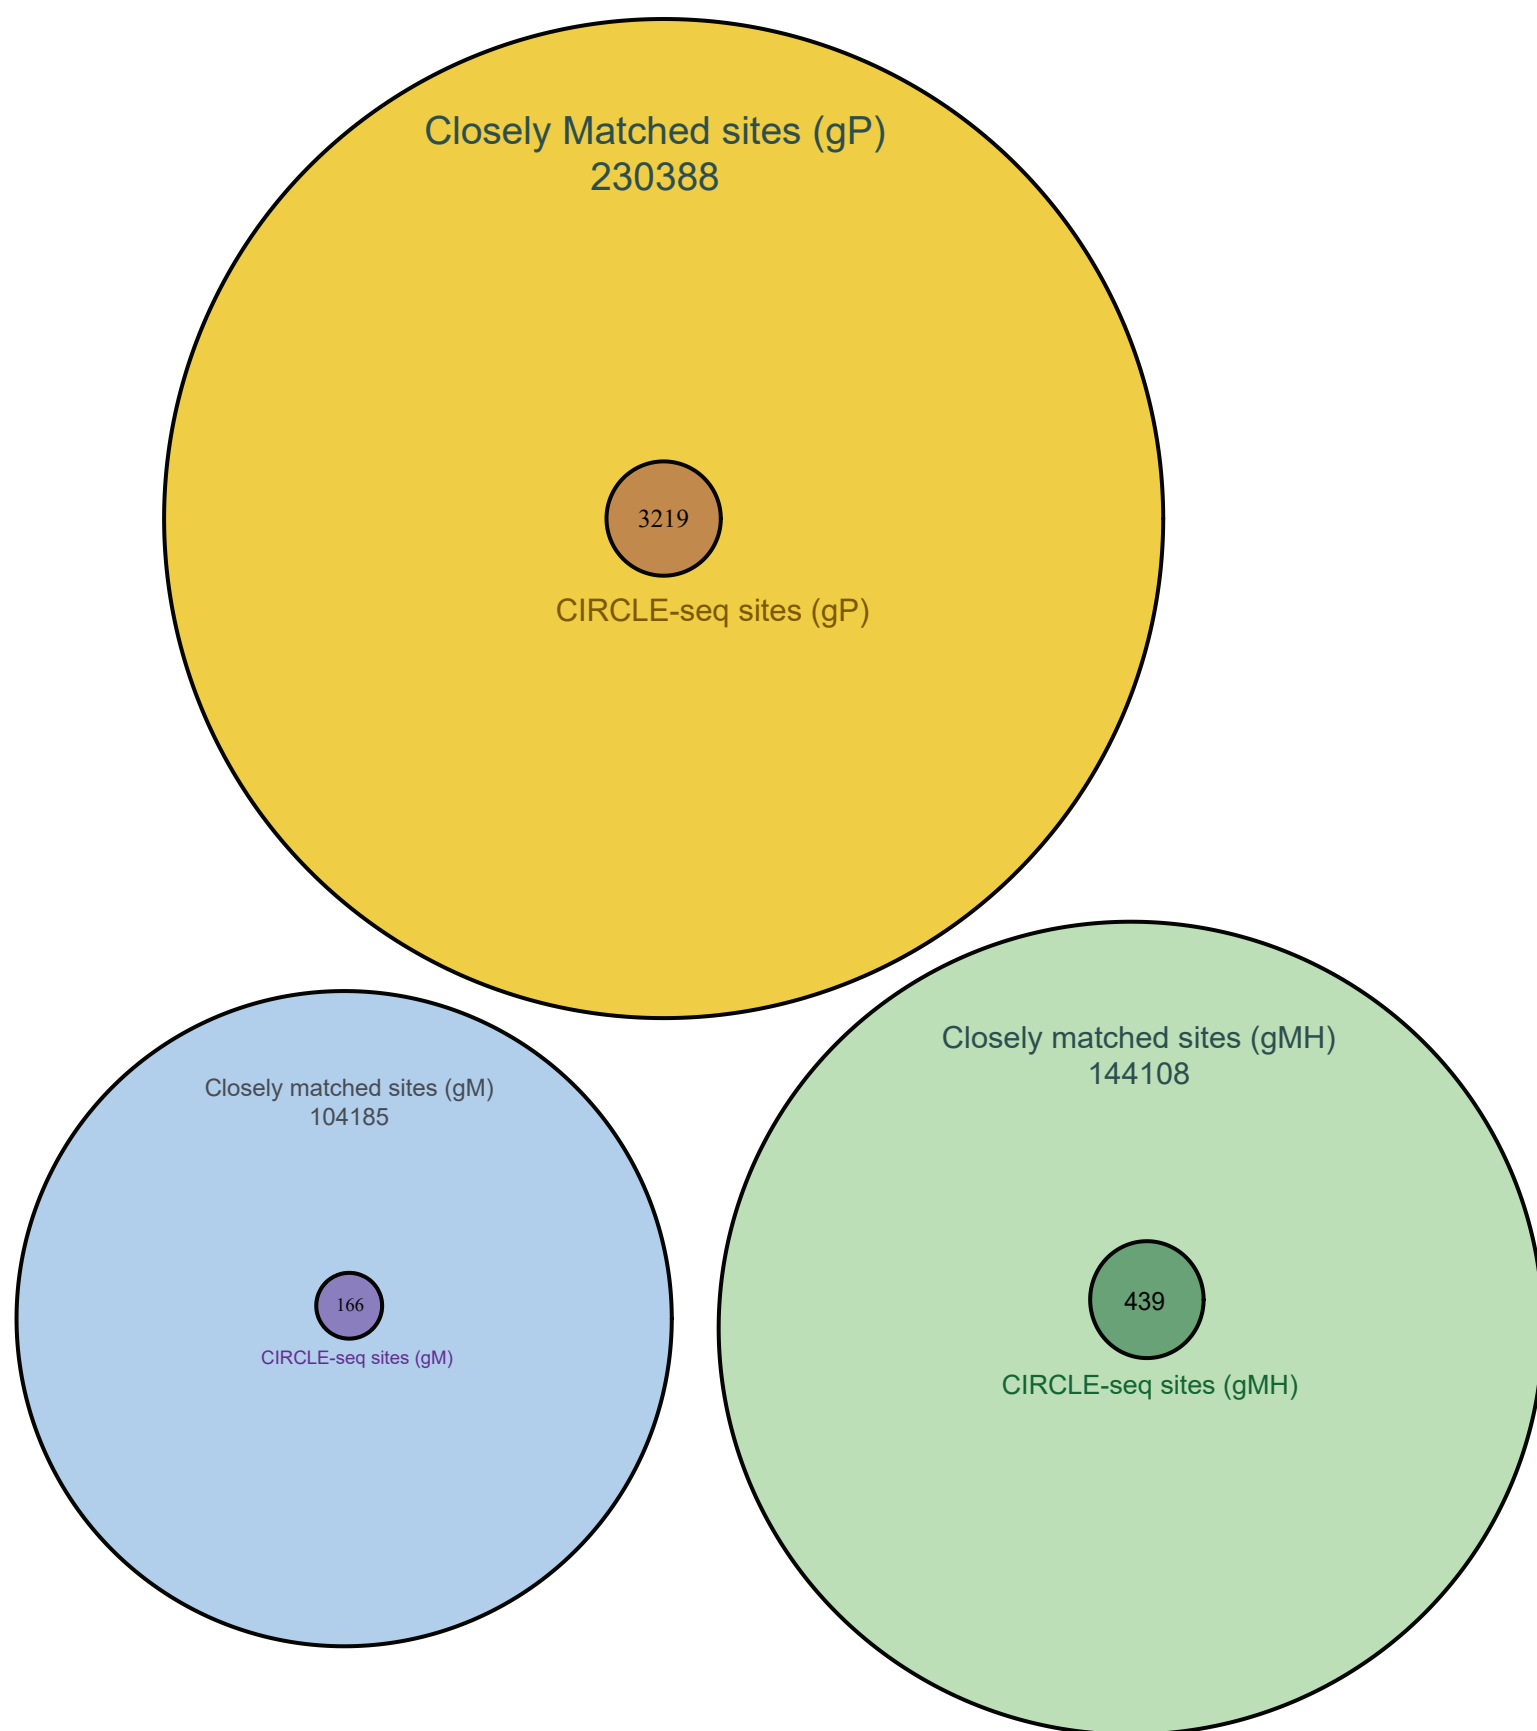 Closely Matched sites (gP)
230388
3219
CIRCLE-seq sites (gP)
Closely matched sites (gM)
104185
166
CIRCLE-seq sites (gM)
Closely matched sites (gMH)
144108
439
CIRCLE-seq sites (gMH)